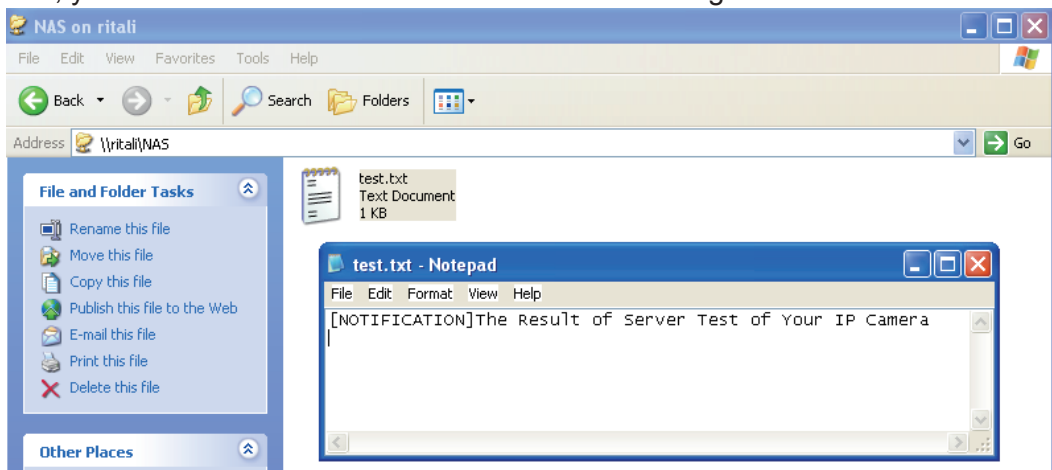 NAS on ritali
File Edit View Favorites Tools Help
Back Search Folders
Address \\ritali\NAS Go
File and Folder Tasks
Rename this file
Move this file
Copy this file
Publish this file to the Web
E-mail this file
Print this file
Delete this file
Other Places
test.txt
Text Document
1 KB
test.txt - Notepad
File Edit Format View Help
[NOTIFICATION]The Result of Server Test of Your IP Camera